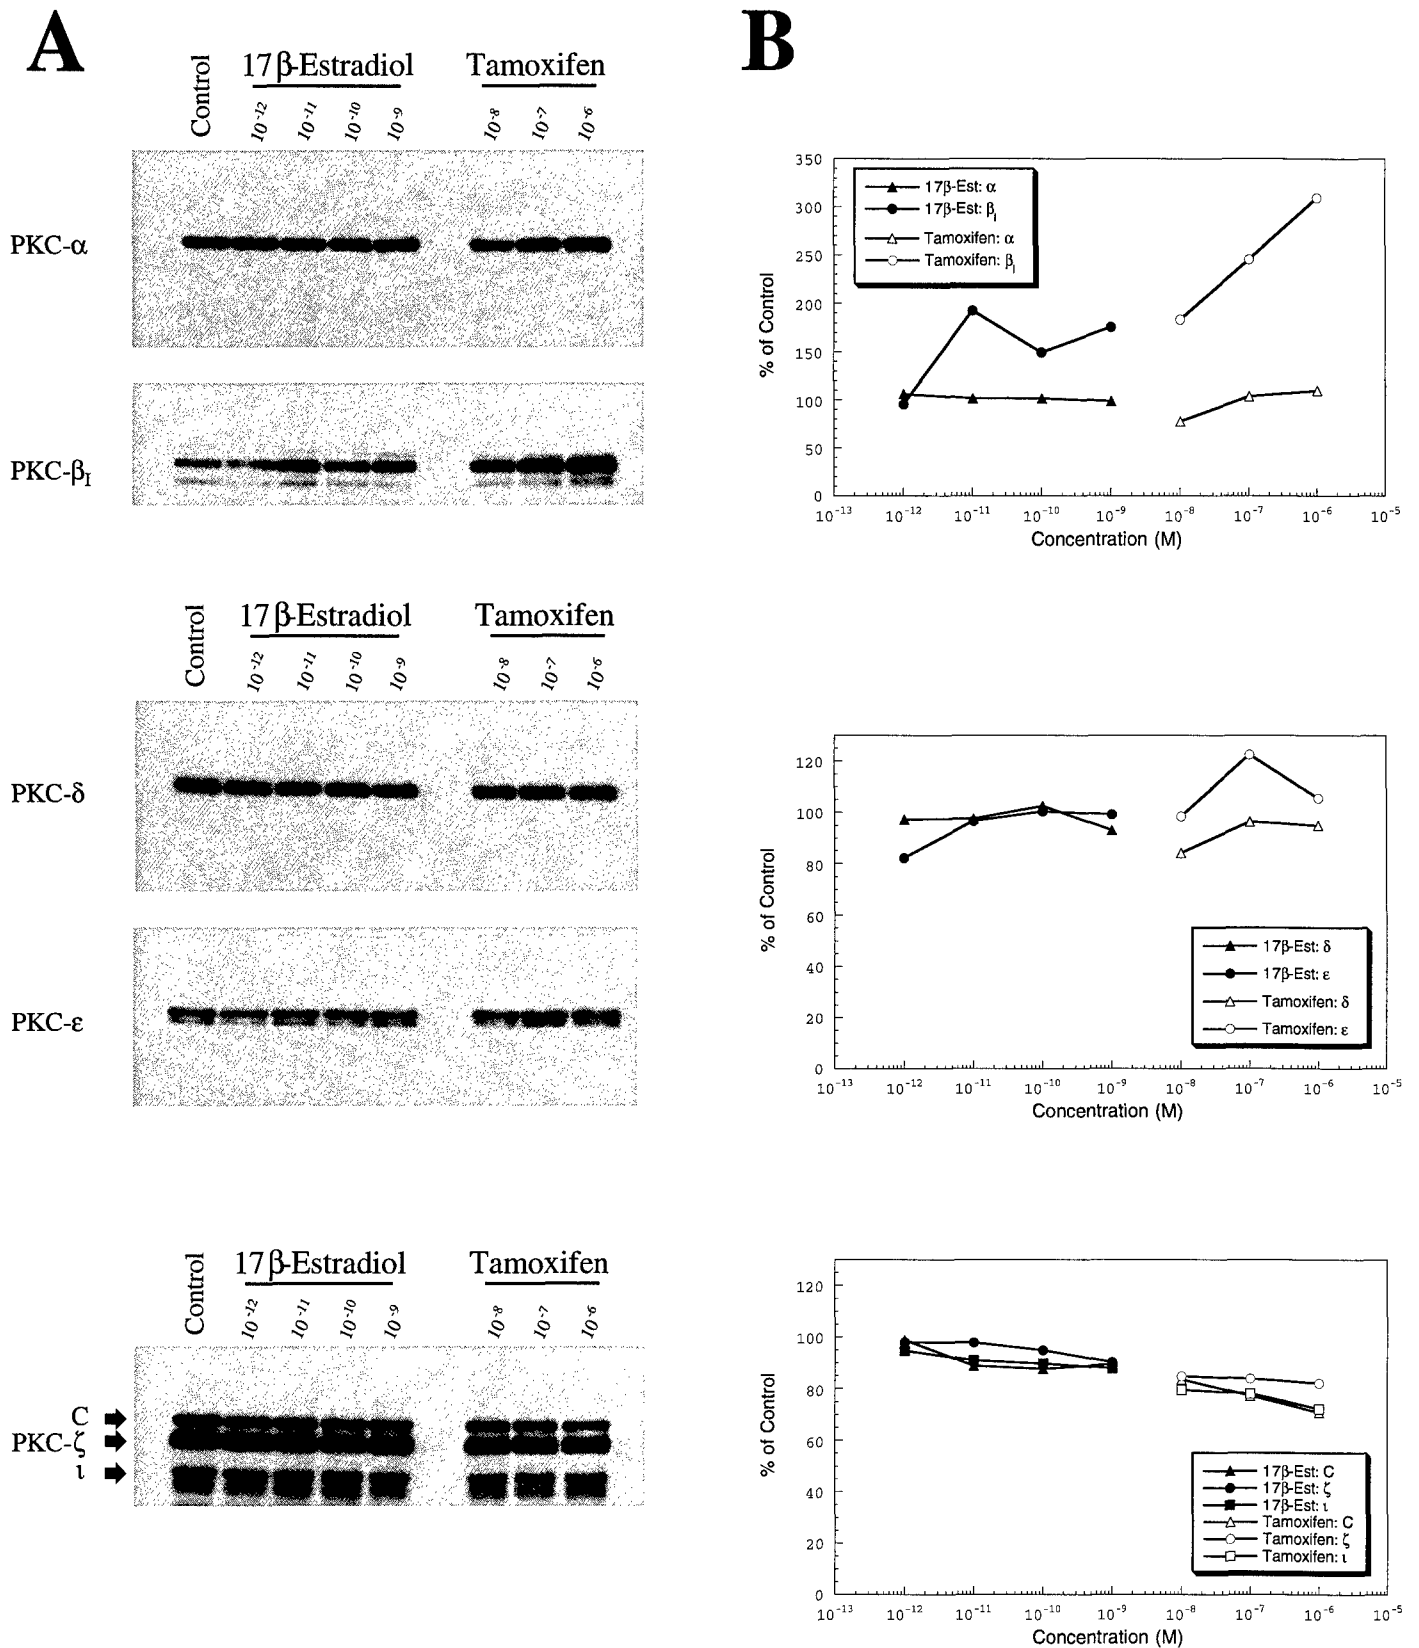 A
Control
17β-Estradiol
Tamoxifen
10⁻¹² 10⁻¹¹ 10⁻¹⁰ 10⁻⁹ 10⁻⁸ 10⁻⁷ 10⁻⁶
PKC-α
PKC-βI
Control
17β-Estradiol
Tamoxifen
10⁻¹² 10⁻¹¹ 10⁻¹⁰ 10⁻⁹ 10⁻⁸ 10⁻⁷ 10⁻⁶
PKC-δ
PKC-ε
Control
17β-Estradiol
Tamoxifen
10⁻¹² 10⁻¹¹ 10⁻¹⁰ 10⁻⁹ 10⁻⁸ 10⁻⁷ 10⁻⁶
C
PKC-ζ
ι
B
% of Control
350
300
250
200
150
100
50
0
17β-Est: α
17β-Est: βI
Tamoxifen: α
Tamoxifen: βI
10⁻¹³ 10⁻¹² 10⁻¹¹ 10⁻¹⁰ 10⁻⁹ 10⁻⁸ 10⁻⁷ 10⁻⁶ 10⁻⁵
Concentration (M)
% of Control
120
100
80
60
40
20
0
17β-Est: δ
17β-Est: ε
Tamoxifen: δ
Tamoxifen: ε
10⁻¹³ 10⁻¹² 10⁻¹¹ 10⁻¹⁰ 10⁻⁹ 10⁻⁸ 10⁻⁷ 10⁻⁶ 10⁻⁵
Concentration (M)
% of Control
120
100
80
60
40
20
0
17β-Est: C
17β-Est: ζ
17β-Est: ι
Tamoxifen: C
Tamoxifen: ζ
Tamoxifen: ι
10⁻¹³ 10⁻¹² 10⁻¹¹ 10⁻¹⁰ 10⁻⁹ 10⁻⁸ 10⁻⁷ 10⁻⁶ 10⁻⁵
Concentration (M)